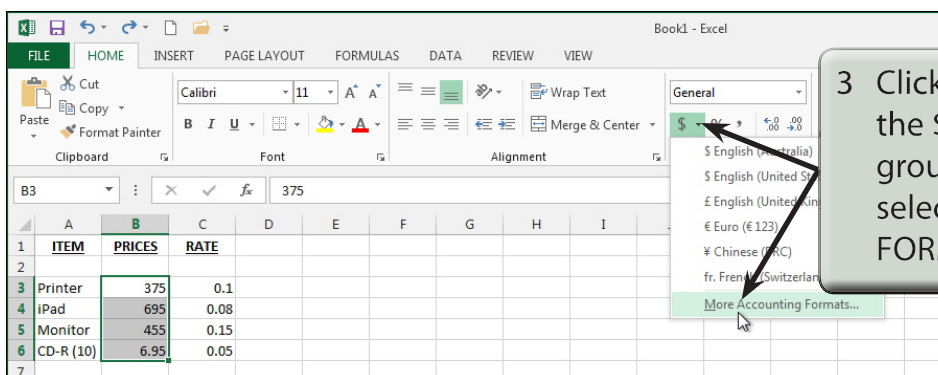 Book1 - Excel
FILE HOME INSERT PAGE LAYOUT FORMULAS DATA REVIEW VIEW
Cut
Copy
Format Painter
Paste
Clipboard
Calibri 11
B I U
Font
Wrap Text
Merge & Center
Alignment
General
$ % ,
$ English (Australia)
$ English (United
£ English (United
€ Euro (€ 123)
¥ Chinese (PRC)
fr. French (Switzerlan
More Accounting Formats...
3 Click
the
grou
selec
FOR
B3 fx 375
A B C D E F G H I
1 ITEM PRICES RATE
2
3 Printer 375 0.1
4 iPad 695 0.08
5 Monitor 455 0.15
6 CD-R (10) 6.95 0.05
7